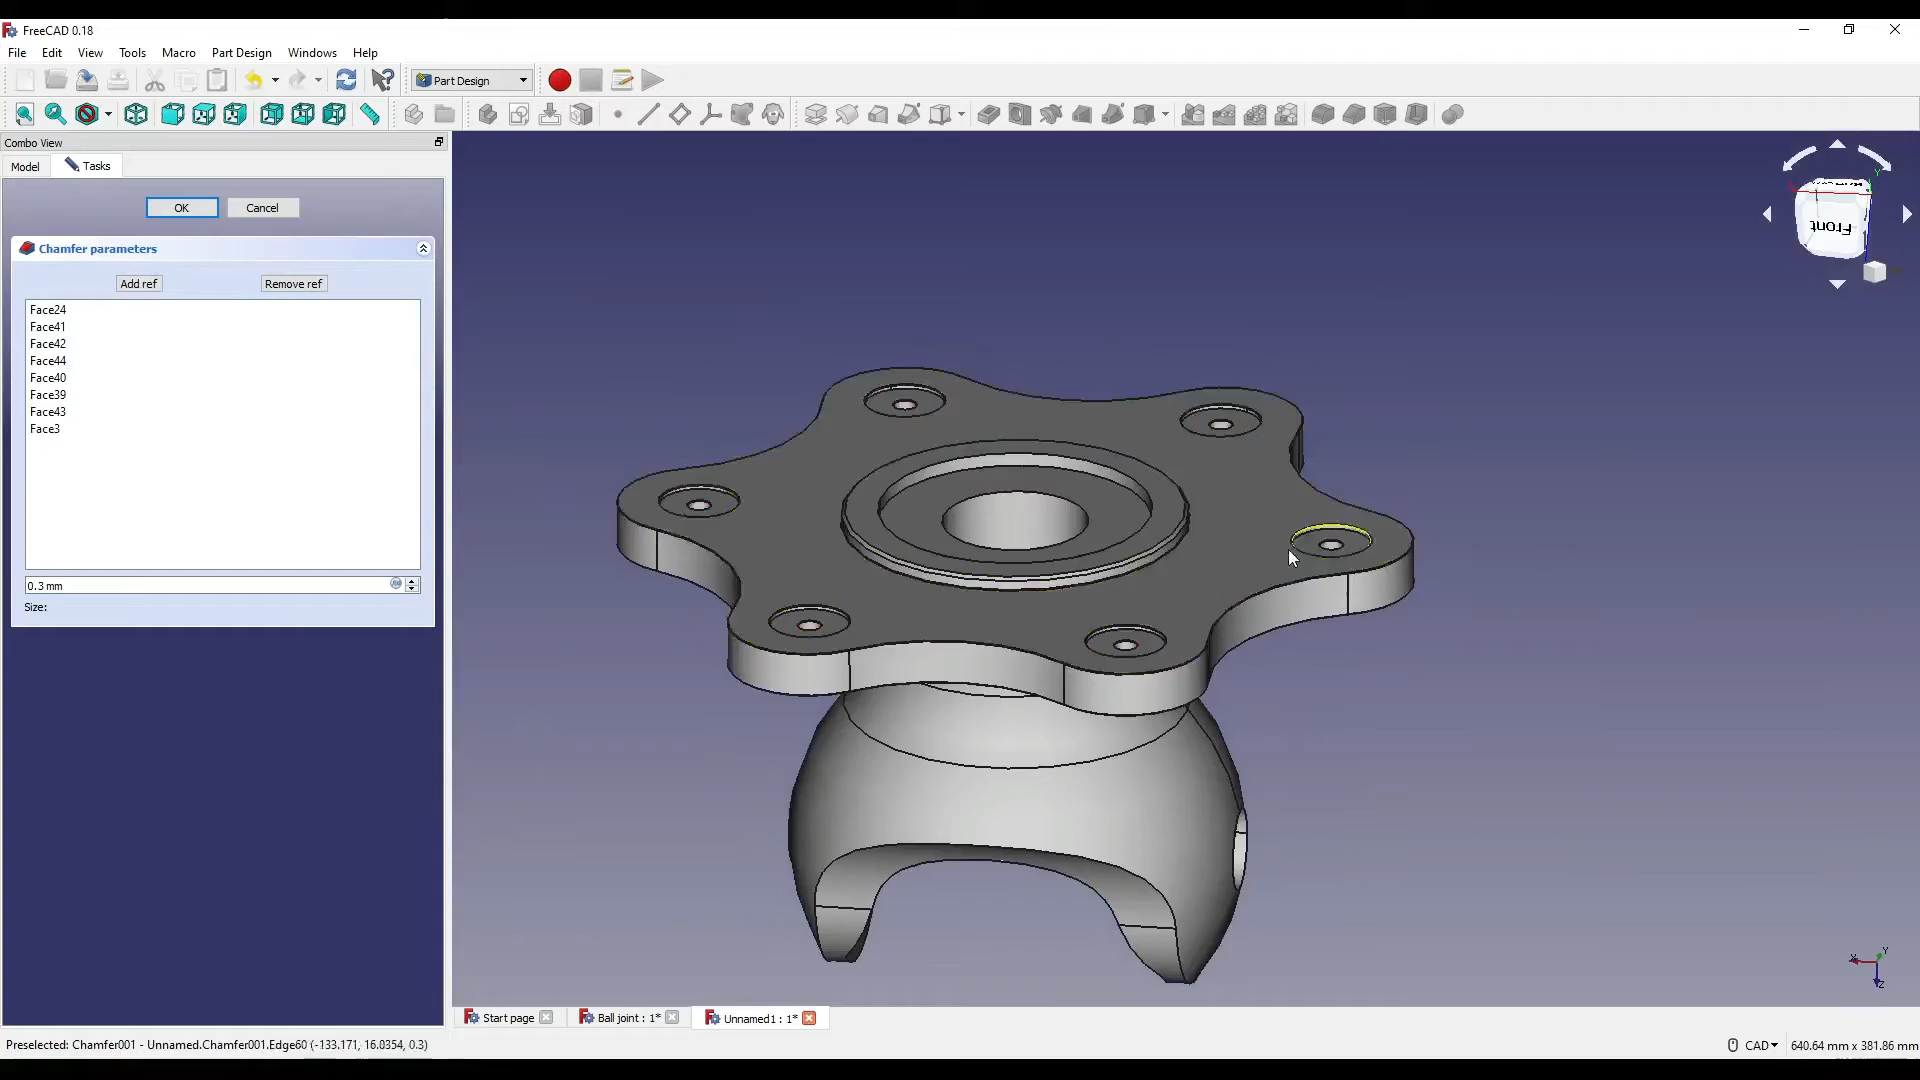 FreeCAD 0.18
File Edit View Tools Macro Part Design Windows Help
Part Design
Combo View
Model Tasks
OK Cancel
Chamfer parameters
Add ref Remove ref
Face24
Face41
Face42
Face44
Face40
Face39
Face43
Face3
0.3 mm
Size:
Front
Y
X
Y
Z
Start page Ball joint : 1* Unnamed1 : 1*
Preselected: Chamfer001 - Unnamed.Chamfer001.Edge60 (-133.171, 16.0354, 0.3) CAD 640.64 mm x 381.86 mm